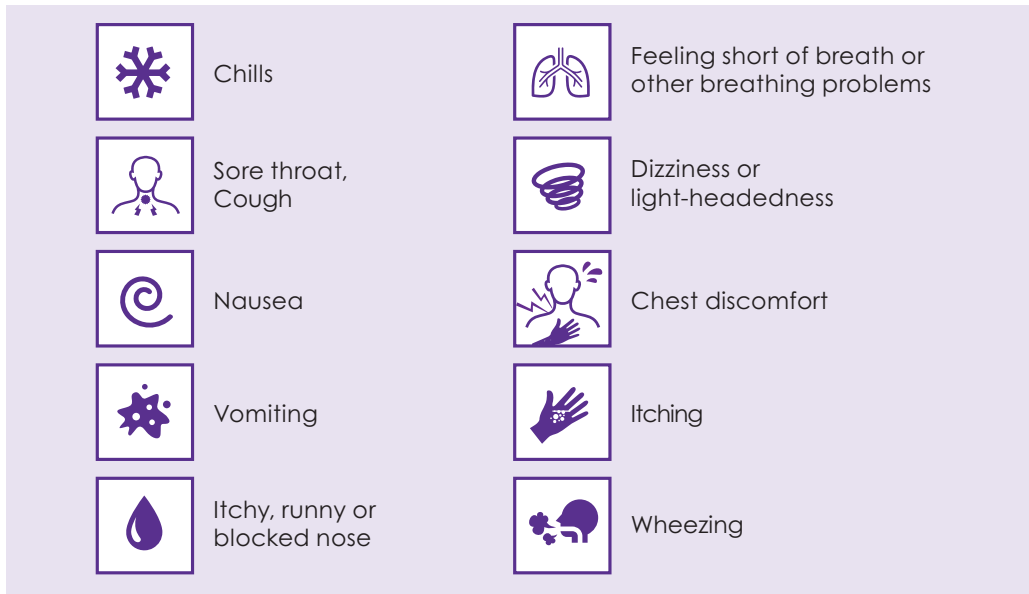 Chills
Sore throat,
Cough
Nausea
Vomiting
Itchy, runny or
blocked nose
Feeling short of breath or
other breathing problems
Dizziness or
light-headedness
Chest discomfort
Itching
Wheezing